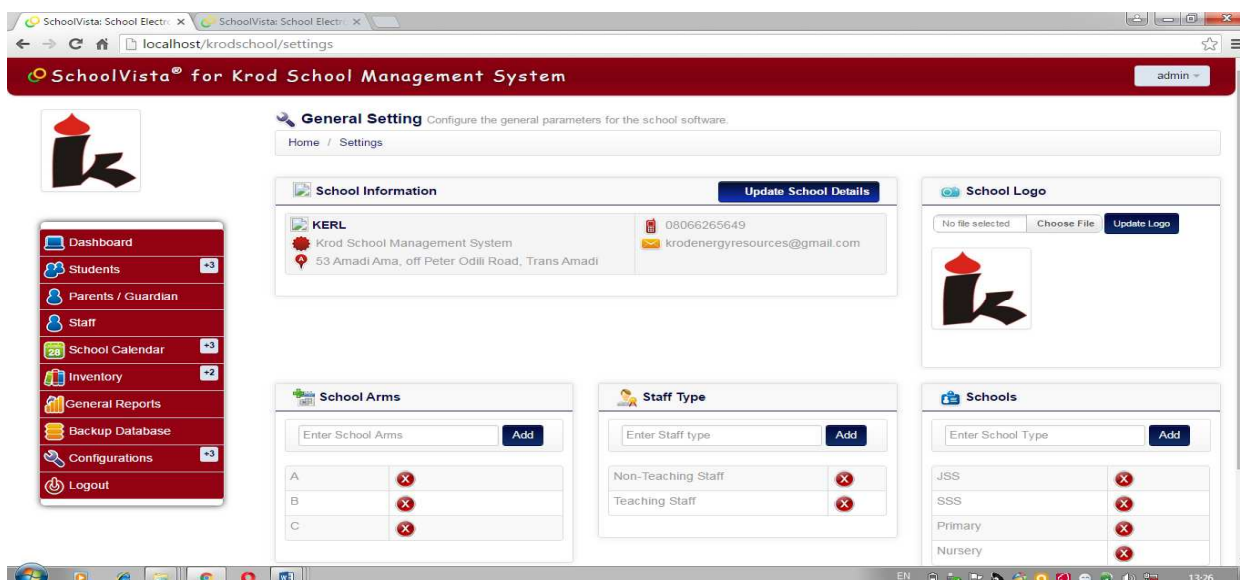 SchoolVista: School Electr
SchoolVista: School Electr
localhost/krodschool/settings
SchoolVista® for Krod School Management System
admin
General Setting Configure the general parameters for the school software.
Home / Settings
School Information
Update School Details
KERL
Krod School Management System
53 Amadi Ama, off Peter Odili Road, Trans Amadi
08066265649
krodenergyresources@gmail.com
School Logo
No file selected Choose File Update Logo
k
k
Dashboard
Students +3
Parents / Guardian
Staff
28 School Calendar +3
Inventory +2
General Reports
Backup Database
Configurations +3
Logout
School Arms
Enter School Arms Add
A
B
C
Staff Type
Enter Staff type Add
Non-Teaching Staff
Teaching Staff
Schools
Enter School Type Add
JSS
SSS
Primary
Nursery
EN 13:26